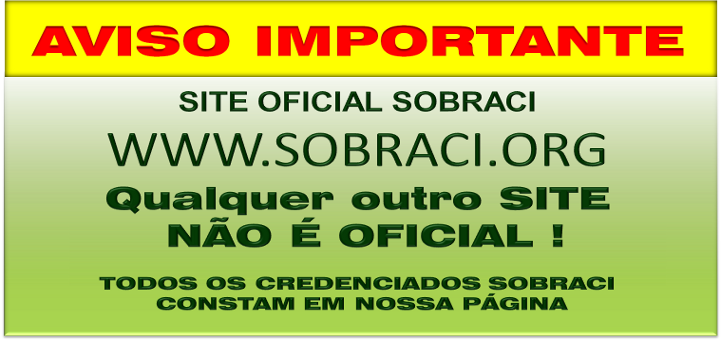 AVISO IMPORTANTE
SITE OFICIAL SOBRACI
WWW.SOBRACI.ORG
Qualquer outro SITE
NÃO É OFICIAL !
TODOS OS CREDENCIADOS SOBRACI
CONSTAM EM NOSSA PÁGINA